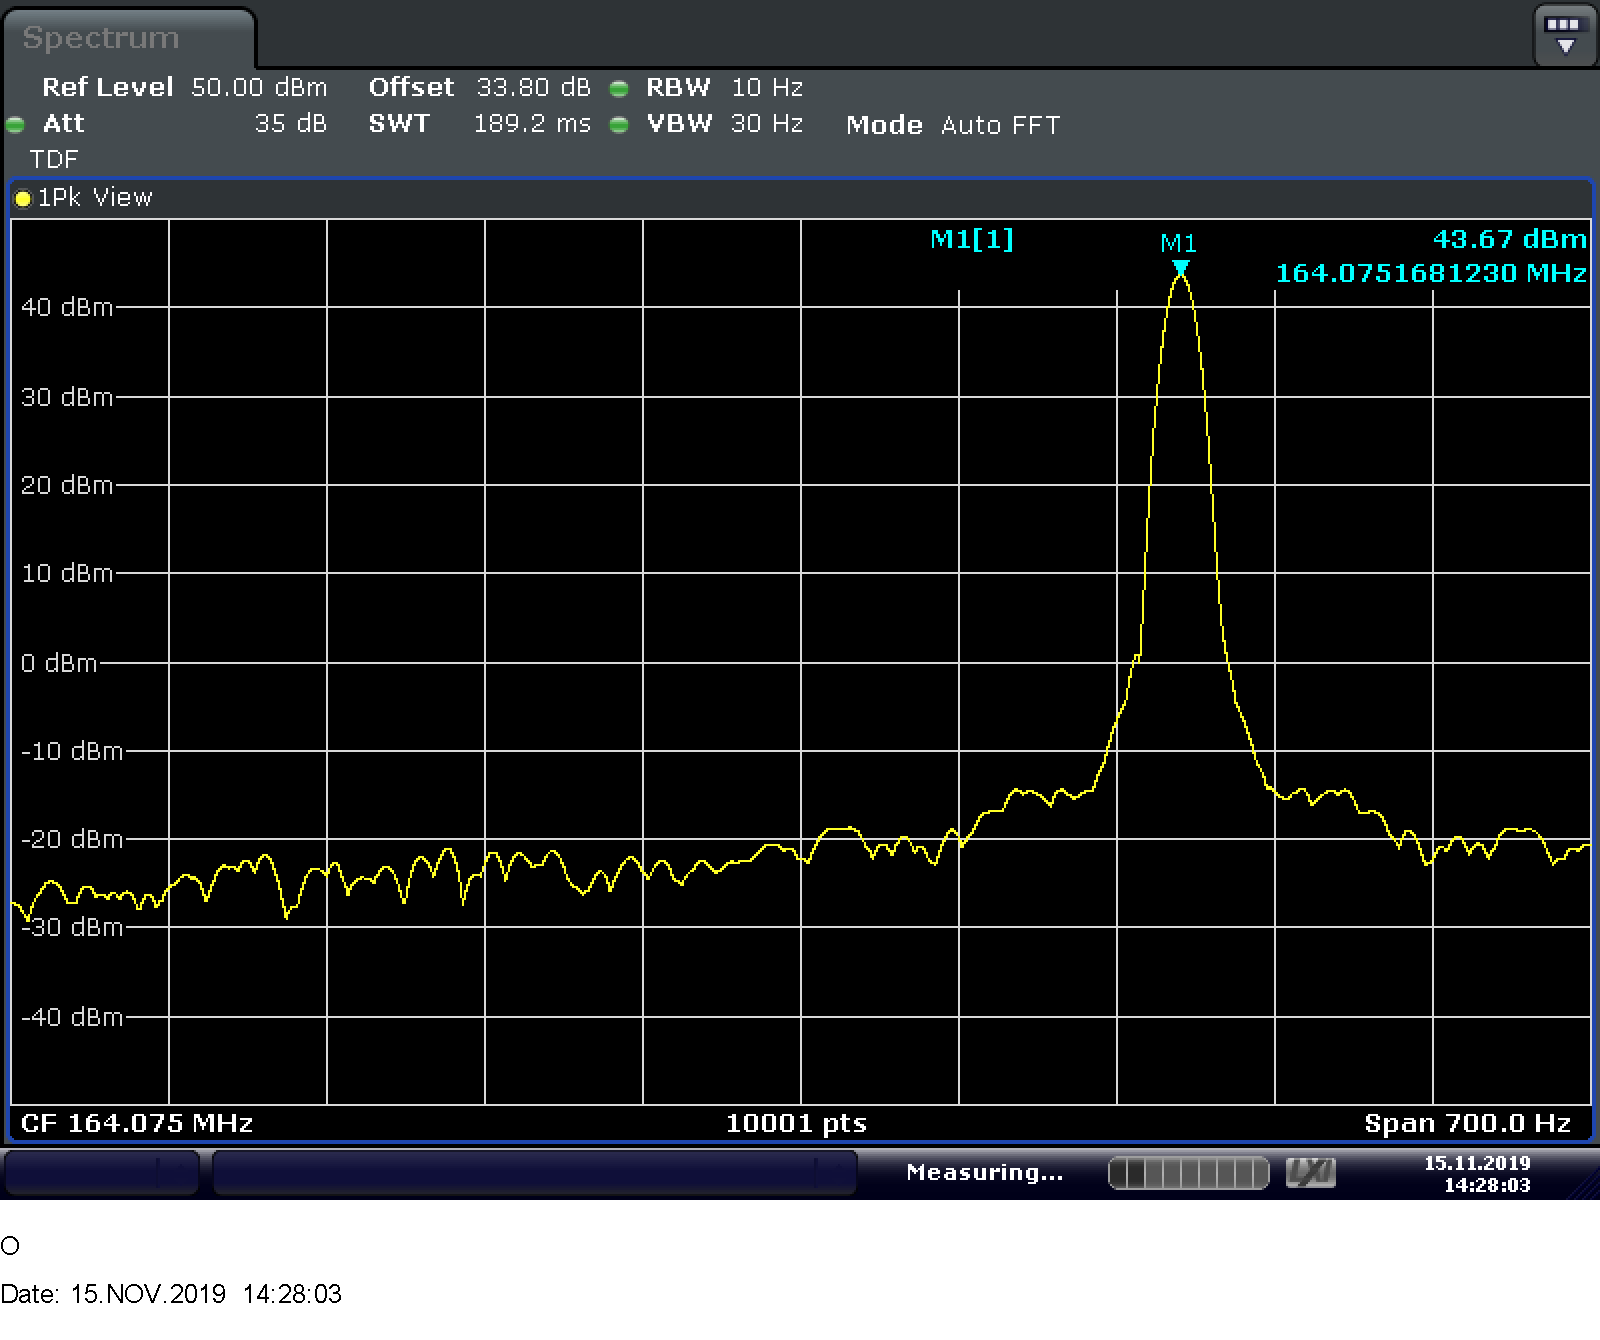 Spectrum
Ref Level 50.00 dBm Offset 33.80 dB RBW 10 Hz
Att 35 dB SWT 189.2 ms VBW 30 Hz Mode Auto FFT
TDF
1Pk View
M1[1] M1 43.67 dBm
164.0751681230 MHz
40 dBm
30 dBm
20 dBm
10 dBm
0 dBm
-10 dBm
-20 dBm
-30 dBm
-40 dBm
CF 164.075 MHz 10001 pts Span 700.0 Hz
Measuring... LXI 15.11.2019
14:28:03
O
Date: 15.NOV.2019 14:28:03